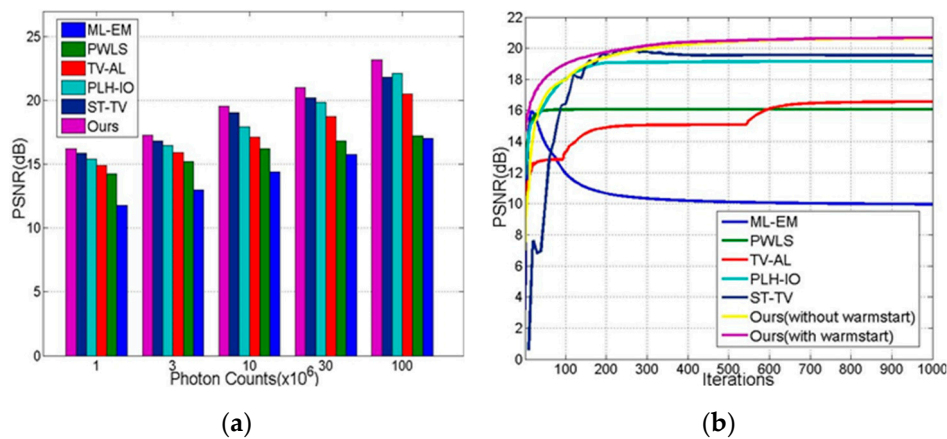 25
20
15
10
5
0
PSNR(dB)
ML-EM
PWLS
TV-AL
PLH-IO
ST-TV
Ours
1 3 10 30 100
Photon Counts(x10⁶)
(a)
22
20
18
16
14
12
10
8
6
4
2
0
PSNR(dB)
ML-EM
PWLS
TV-AL
PLH-IO
ST-TV
Ours(without warmstart)
Ours(with warmstart)
100 200 300 400 500 600 700 800 900 1000
Iterations
(b)